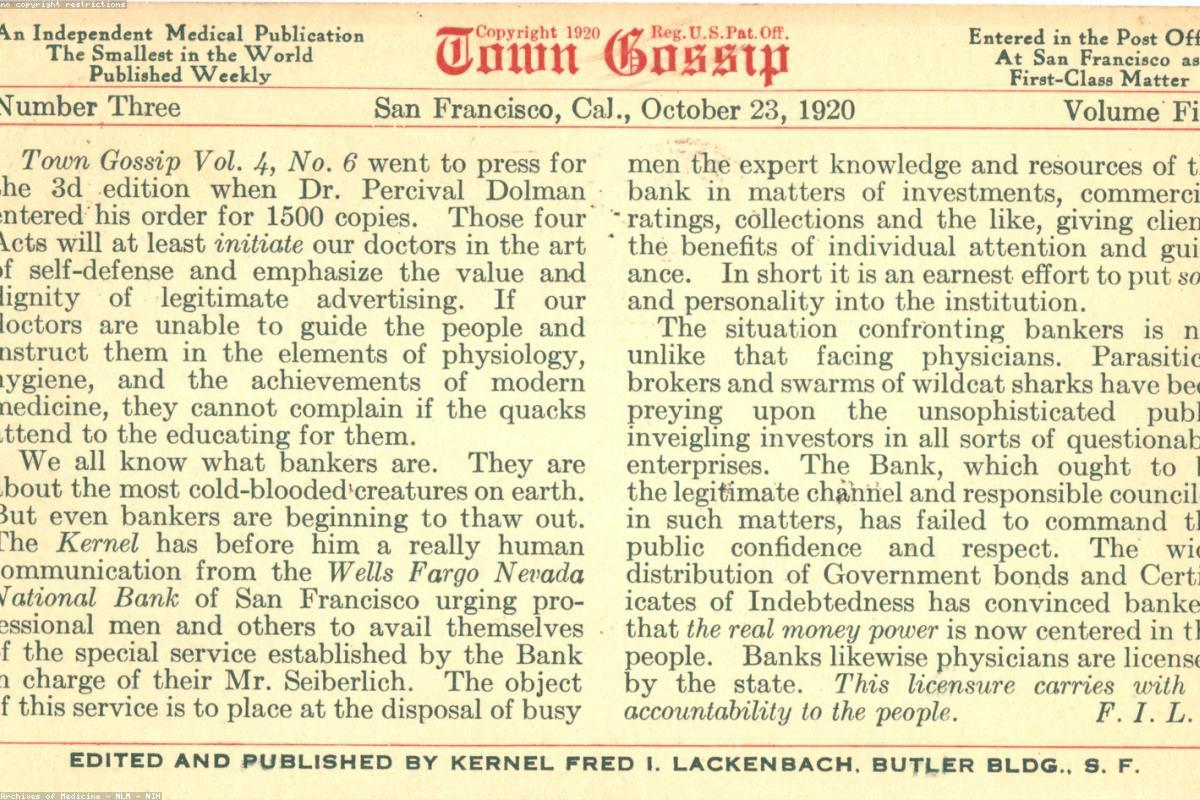 no copyright restrictions
An Independent Medical Publication
The Smallest in the World
Published Weekly
Copyright 1920 Reg. U.S. Pat. Off.
Town Gossip
Entered in the Post Off
At San Francisco as
First-Class Matter
Number Three
San Francisco, Cal., October 23, 1920
Volume Fi
Town Gossip Vol. 4, No. 6 went to press for
the 3d edition when Dr. Percival Dolman
entered his order for 1500 copies. Those four
Acts will at least initiate our doctors in the art
of self-defense and emphasize the value and
dignity of legitimate advertising. If our
doctors are unable to guide the people and
nstruct them in the elements of physiology,
hygiene, and the achievements of modern
medicine, they cannot complain if the quacks
attend to the educating for them.
We all know what bankers are. They are
about the most cold-blooded creatures on earth.
But even bankers are beginning to thaw out.
The Kernel has before him a really human
communication from the Wells Fargo Nevada
National Bank of San Francisco urging pro-
essional men and others to avail themselves
of the special service established by the Bank
n charge of their Mr. Seiberlich. The object
of this service is to place at the disposal of busy
men the expert knowledge and resources of th
bank in matters of investments, commerci
ratings, collections and the like, giving clien
the benefits of individual attention and gui
ance. In short it is an earnest effort to put so
and personality into the institution.
The situation confronting bankers is n
unlike that facing physicians. Parasitic
brokers and swarms of wildcat sharks have bee
preying upon the unsophisticated publ
inveigling investors in all sorts of questionab
enterprises. The Bank, which ought to b
the legitimate channel and responsible council
in such matters, has failed to command th
public confidence and respect. The wid
distribution of Government bonds and Certi
icates of Indebtedness has convinced banke
that the real money power is now centered in th
people. Banks likewise physicians are license
by the state. This licensure carries with
accountability to the people. F. I. L.
EDITED AND PUBLISHED BY KERNEL FRED I. LACKENBACH, BUTLER BLDG., S. F.
Archives of Medicine - NLM - NIH